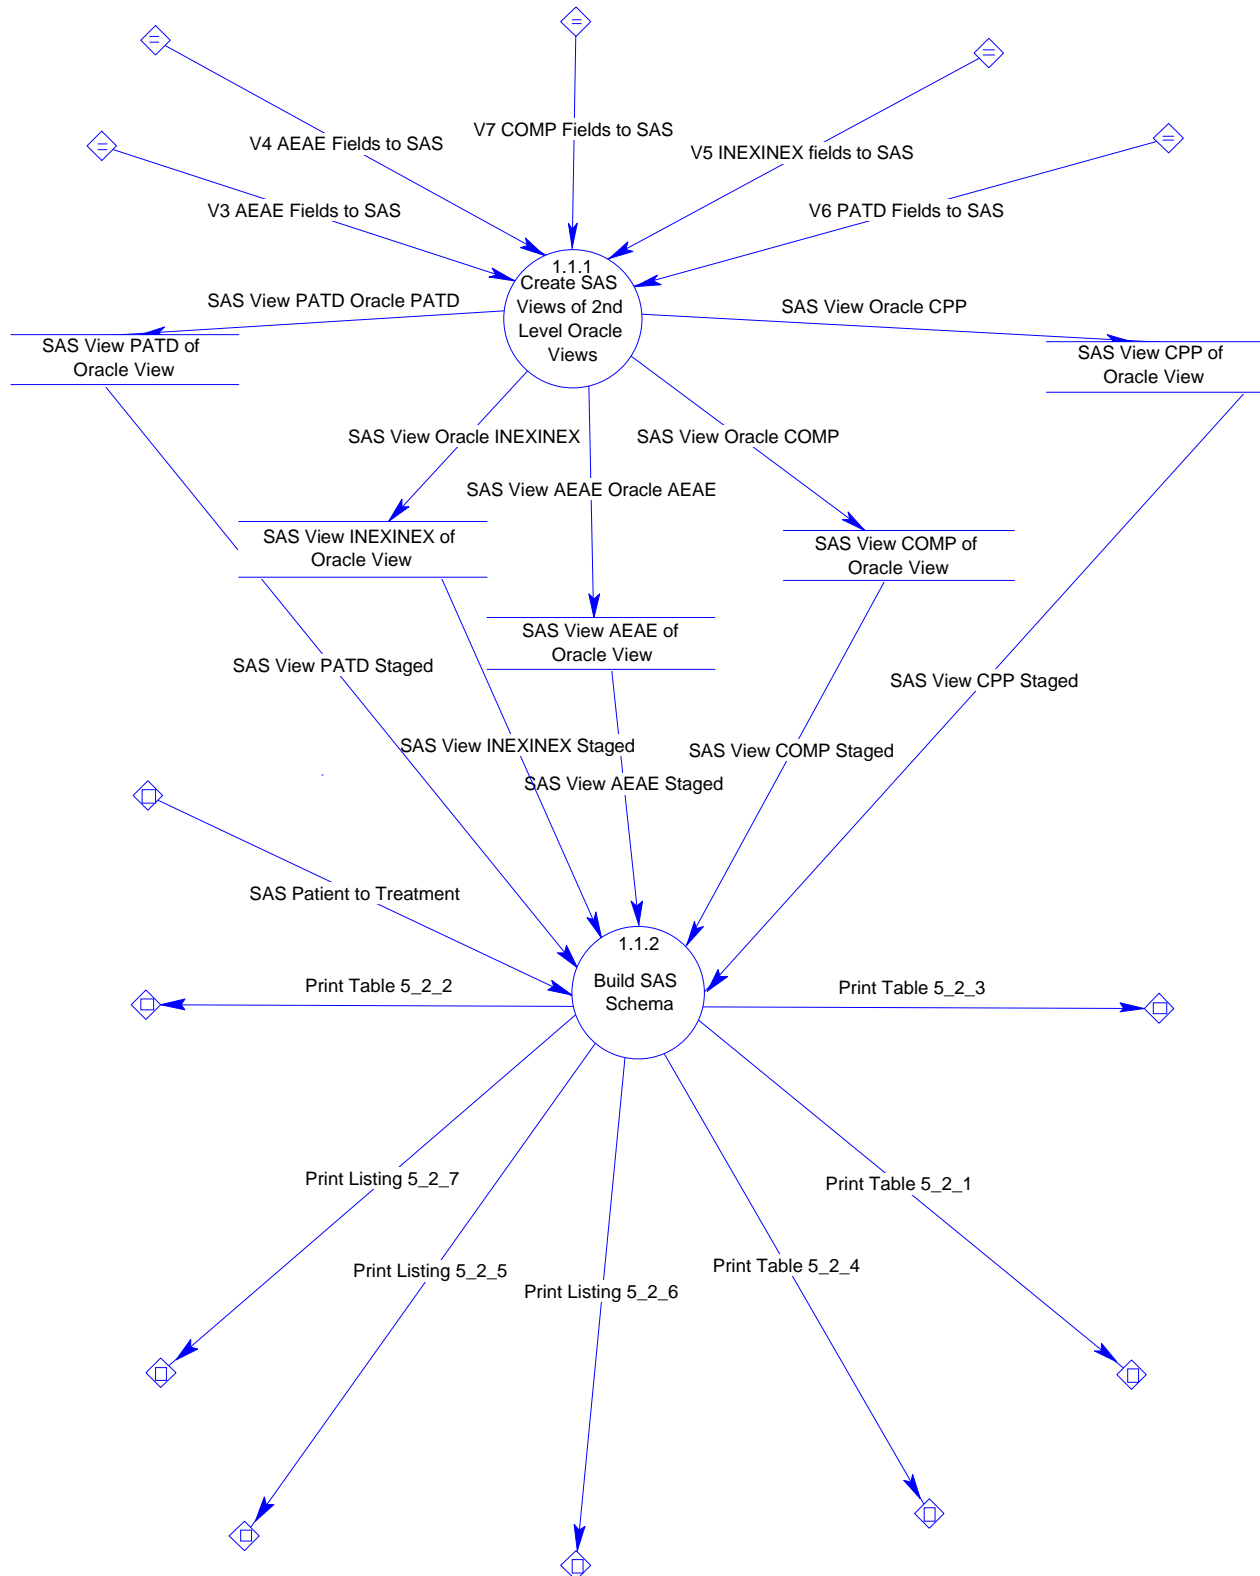 V7 COMP Fields to SAS
V4 AEAE Fields to SAS
V5 INEXINEX fields to SAS
V3 AEAE Fields to SAS
V6 PATD Fields to SAS
1.1.1
Create SAS
Views of 2nd
Level Oracle
Views
SAS View PATD Oracle PATD
SAS View Oracle CPP
SAS View PATD of
Oracle View
SAS View CPP of
Oracle View
SAS View Oracle INEXINEX
SAS View Oracle COMP
SAS View AEAE Oracle AEAE
SAS View INEXINEX of
Oracle View
SAS View COMP of
Oracle View
SAS View AEAE of
Oracle View
SAS View PATD Staged
SAS View CPP Staged
SAS View INEXINEX Staged
SAS View COMP Staged
SAS View AEAE Staged
SAS Patient to Treatment
1.1.2
Build SAS
Schema
Print Table 5_2_2
Print Table 5_2_3
Print Listing 5_2_7
Print Table 5_2_1
Print Listing 5_2_5
Print Table 5_2_4
Print Listing 5_2_6